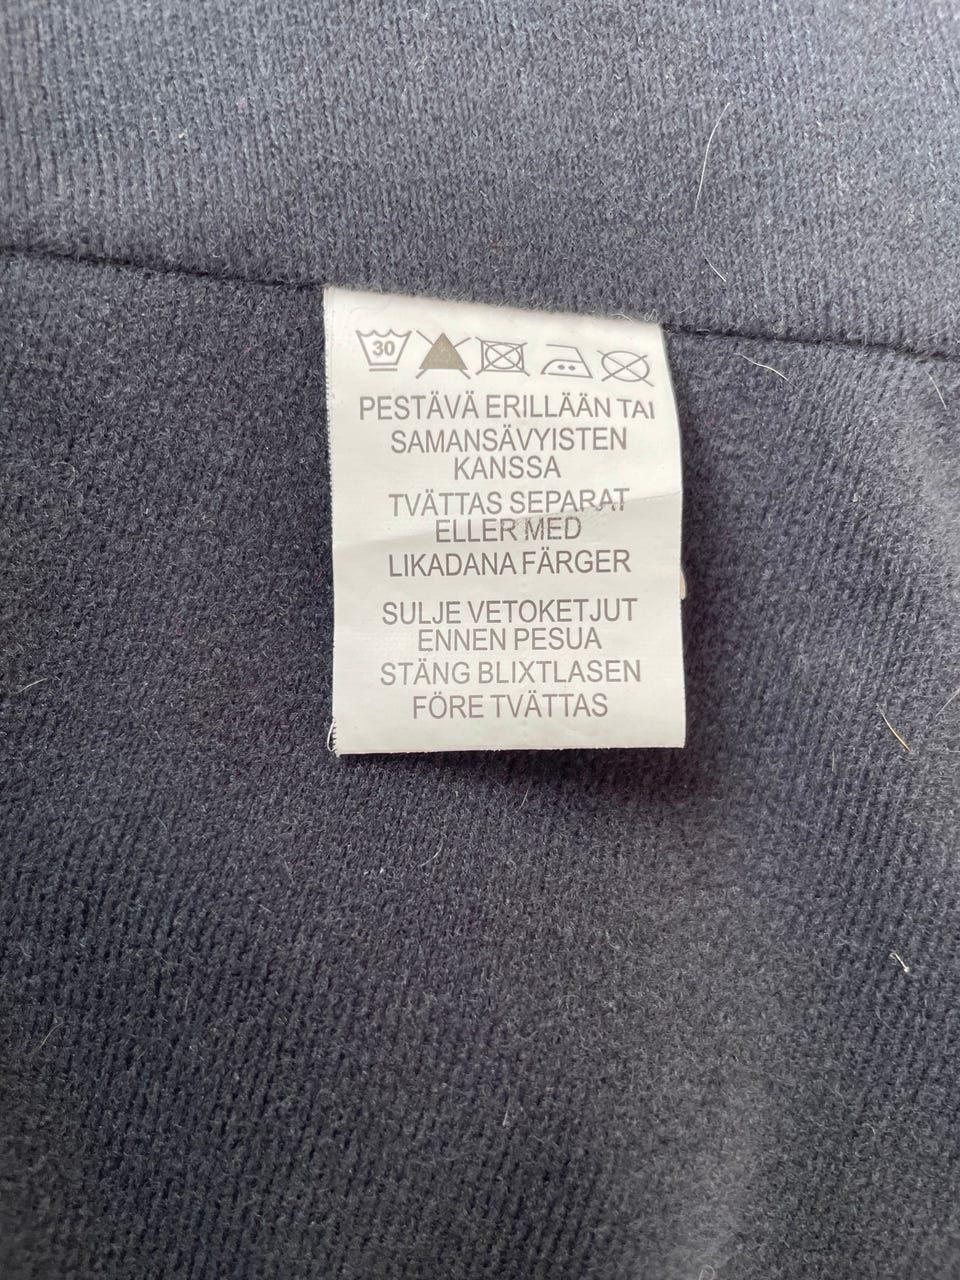 30
PESTÄVÄ ERILLÄÄN TAI
SAMANSÄVYISTEN
KANSSA
TVÄTTAS SEPARAT
ELLER MED
LIKADANA FÄRGER
SULJE VETOKETJUT
ENNEN PESUA
STÄNG BLIXTLASEN
FÖRE TVÄTTAS